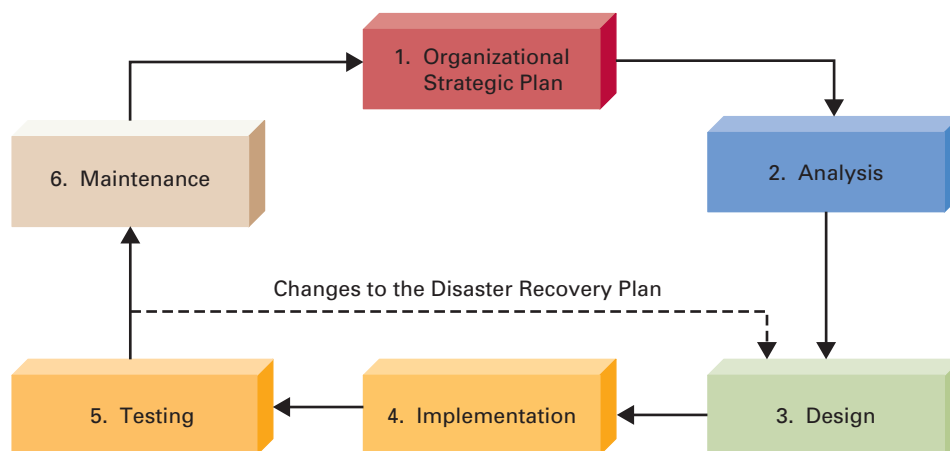 1. Organizational
Strategic Plan
2. Analysis
3. Design
4. Implementation
5. Testing
6. Maintenance
Changes to the Disaster Recovery Plan